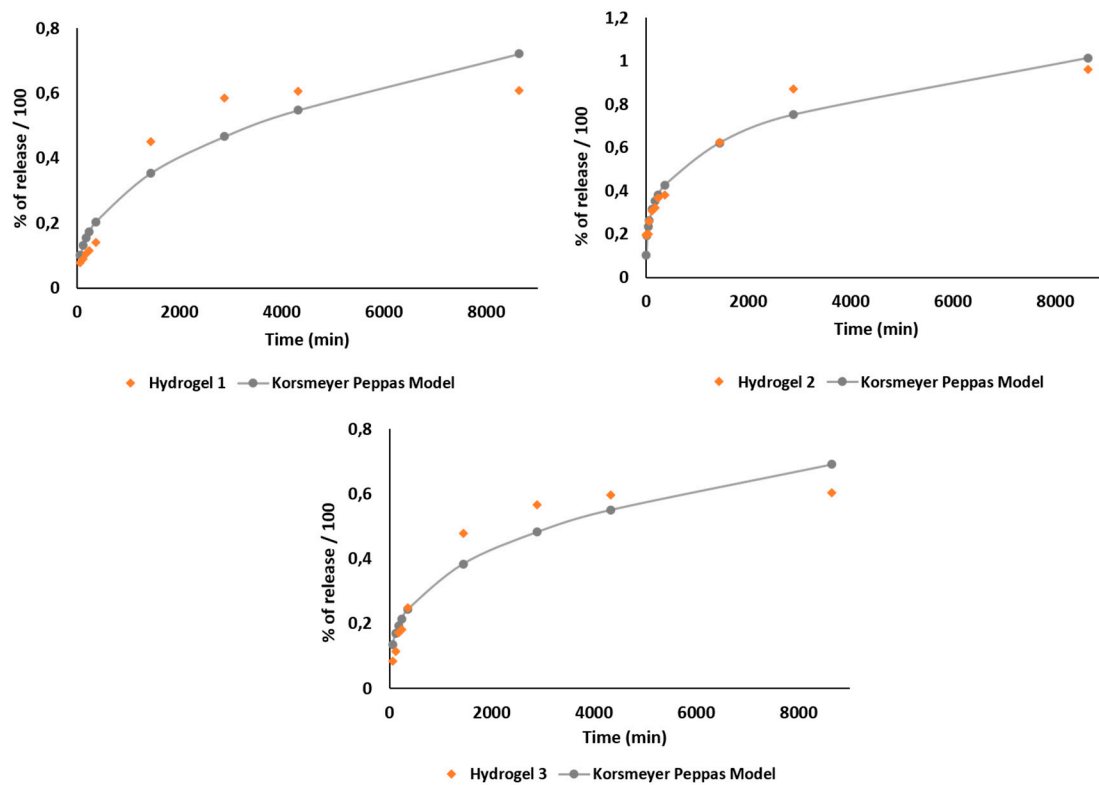 0,8
0,6
0,4
0,2
0
% of release / 100
0 2000 4000 6000 8000
Time (min)
Hydrogel 1 Korsmeyer Peppas Model
1,2
1
0,8
0,6
0,4
0,2
0
% of release / 100
0 2000 4000 6000 8000
Time (min)
Hydrogel 2 Korsmeyer Peppas Model
0,8
0,6
0,4
0,2
0
% of release / 100
0 2000 4000 6000 8000
Time (min)
Hydrogel 3 Korsmeyer Peppas Model